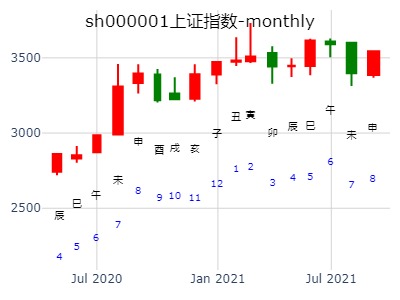 sh000001上证指数-monthly
3500
3000
2500
辰 巳 午 未 申 酉 戌 亥 子 丑 寅 卯 辰 巳 午 未 申
4 5 6 7 8 9 10 11 12 1 2 3 4 5 6 7 8
Jul 2020 Jan 2021 Jul 2021